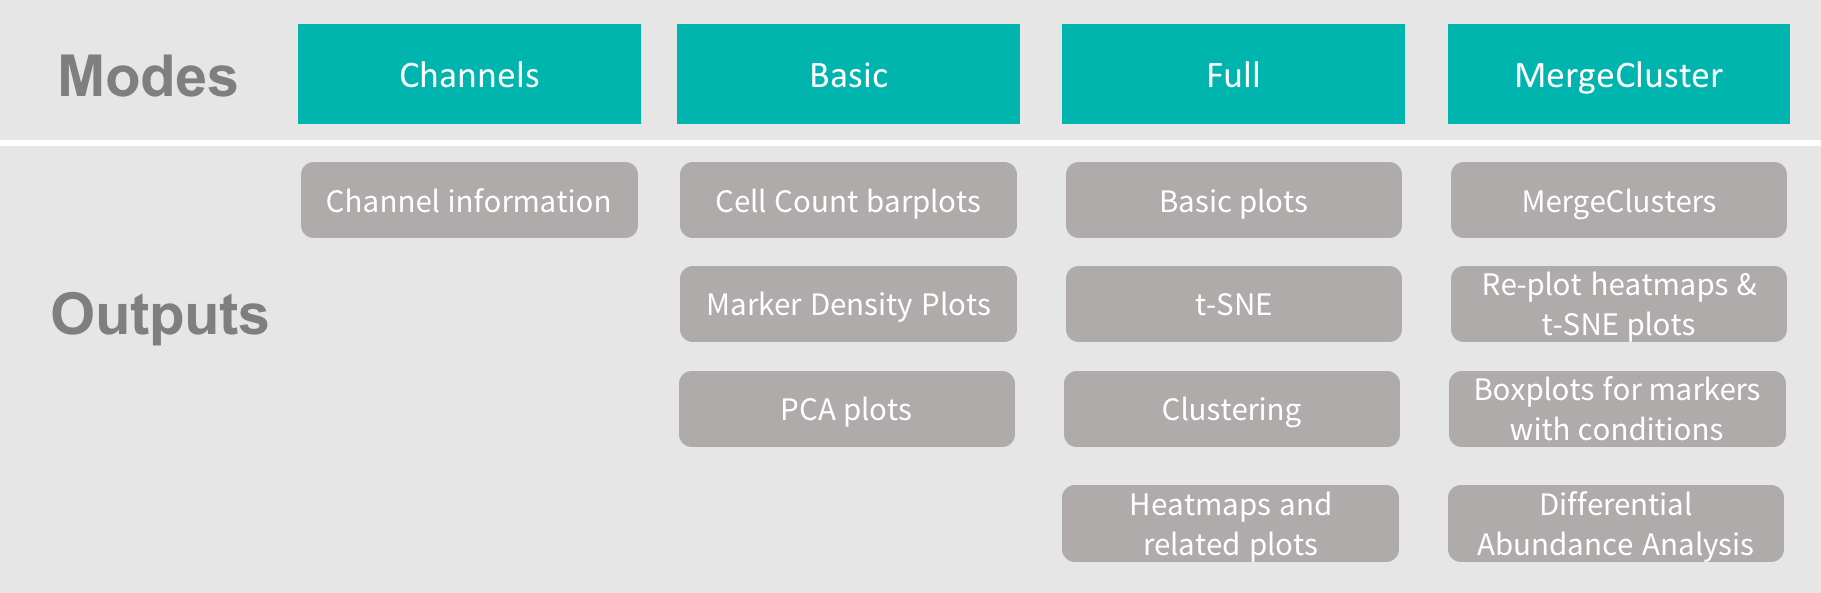 Modes
Channels
Basic
Full
MergeCluster
Outputs
Channel information
Cell Count barplots
Marker Density Plots
PCA plots
Basic plots
t-SNE
Clustering
Heatmaps and
related plots
MergeClusters
Re-plot heatmaps &
t-SNE plots
Boxplots for markers
with conditions
Differential
Abundance Analysis